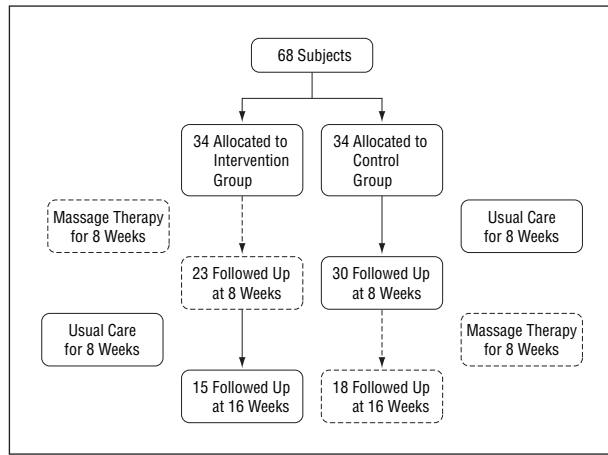 68 Subjects
34 Allocated to
Intervention
Group
34 Allocated to
Control
Group
Massage Therapy
for 8 Weeks
Usual Care
for 8 Weeks
23 Followed Up
at 8 Weeks
30 Followed Up
at 8 Weeks
Usual Care
for 8 Weeks
Massage Therapy
for 8 Weeks
15 Followed Up
at 16 Weeks
18 Followed Up
at 16 Weeks